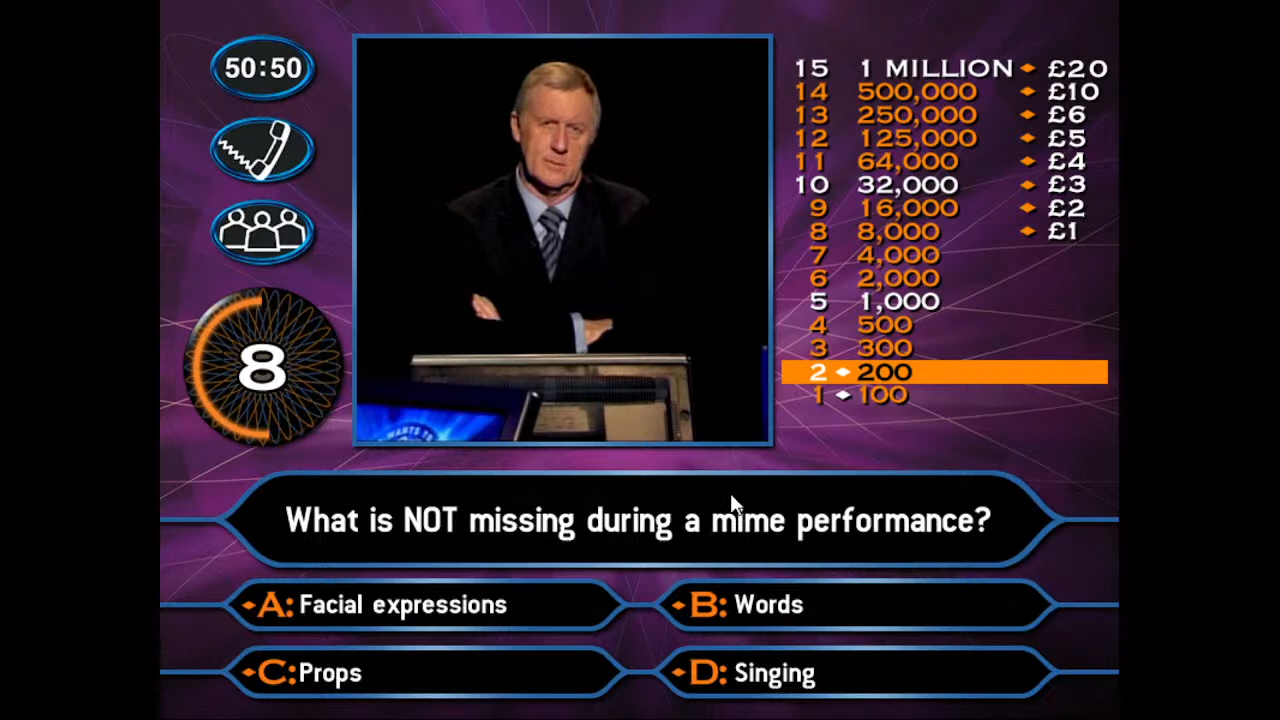 50:50
8
15 1 MILLION £20
14 500,000 £10
13 250,000 £6
12 125,000 £5
11 64,000 £4
10 32,000 £3
9 16,000 £2
8 8,000 £1
7 4,000
6 2,000
5 1,000
4 500
3 300
2 200
1 100
WANTS TO
What is NOT missing during a mime performance?
A: Facial expressions
B: Words
C: Props
D: Singing